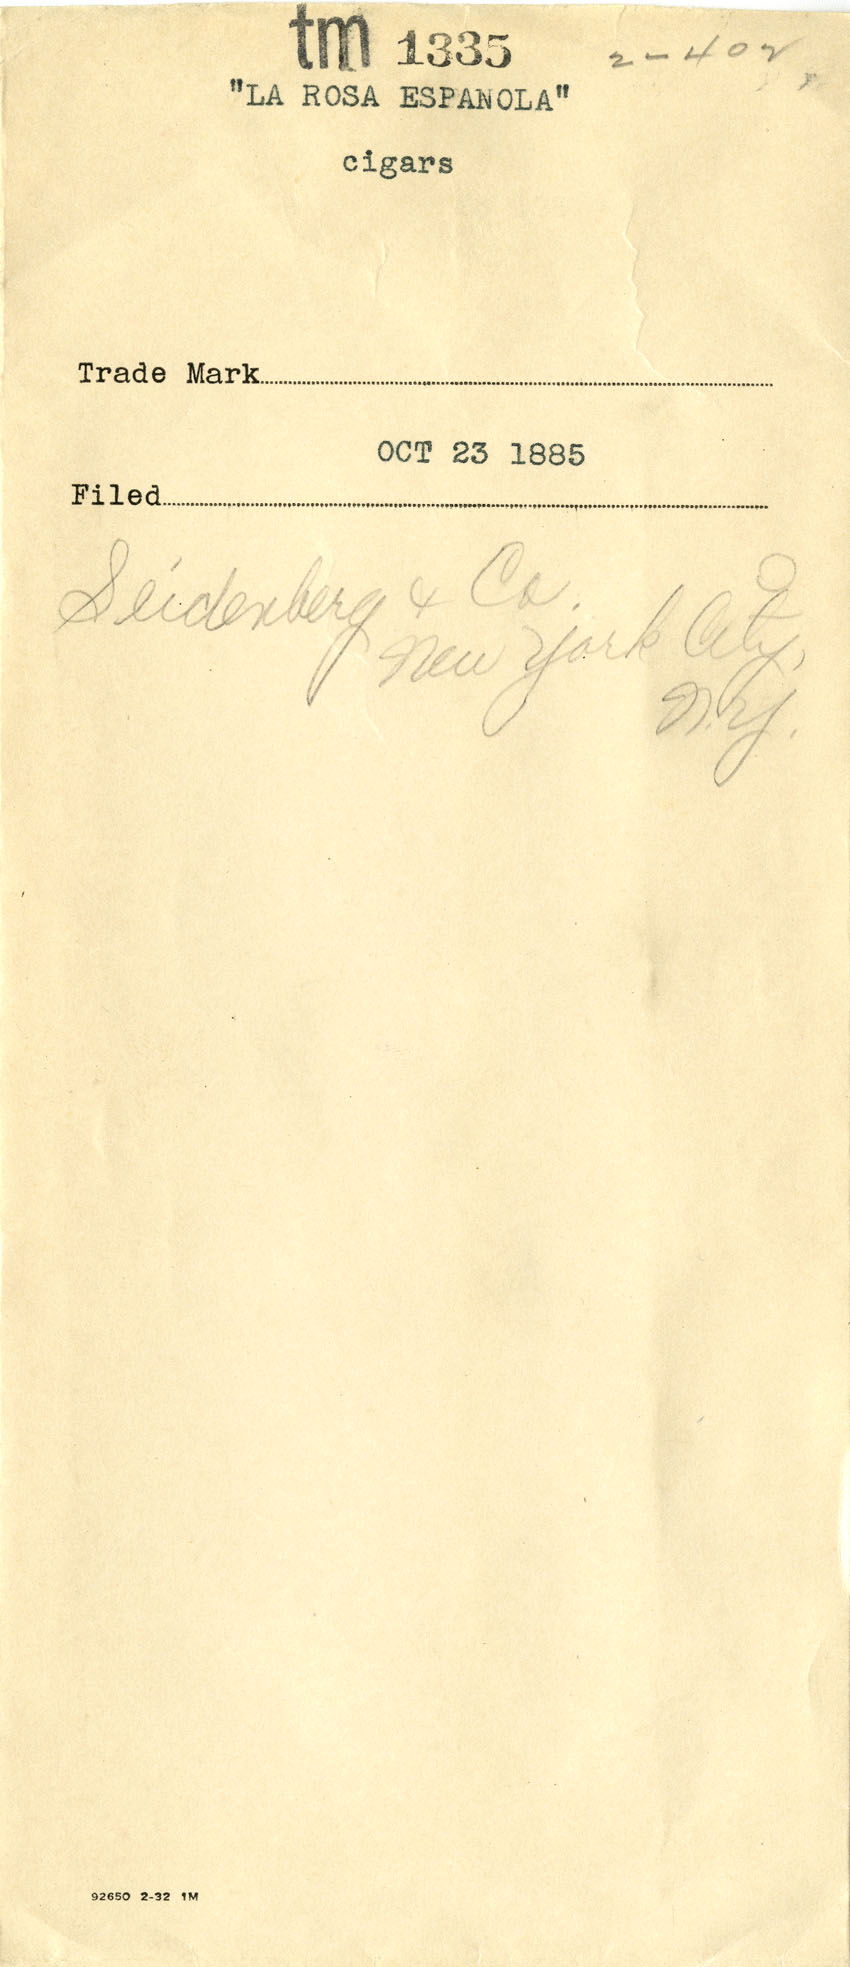 tm 1335 2-402
"LA ROSA ESPANOLA"
cigars
Trade Mark
OCT 23 1885
Filed
Seidenberg & Co.
New York City,
N.Y.
92650 2-32 1M